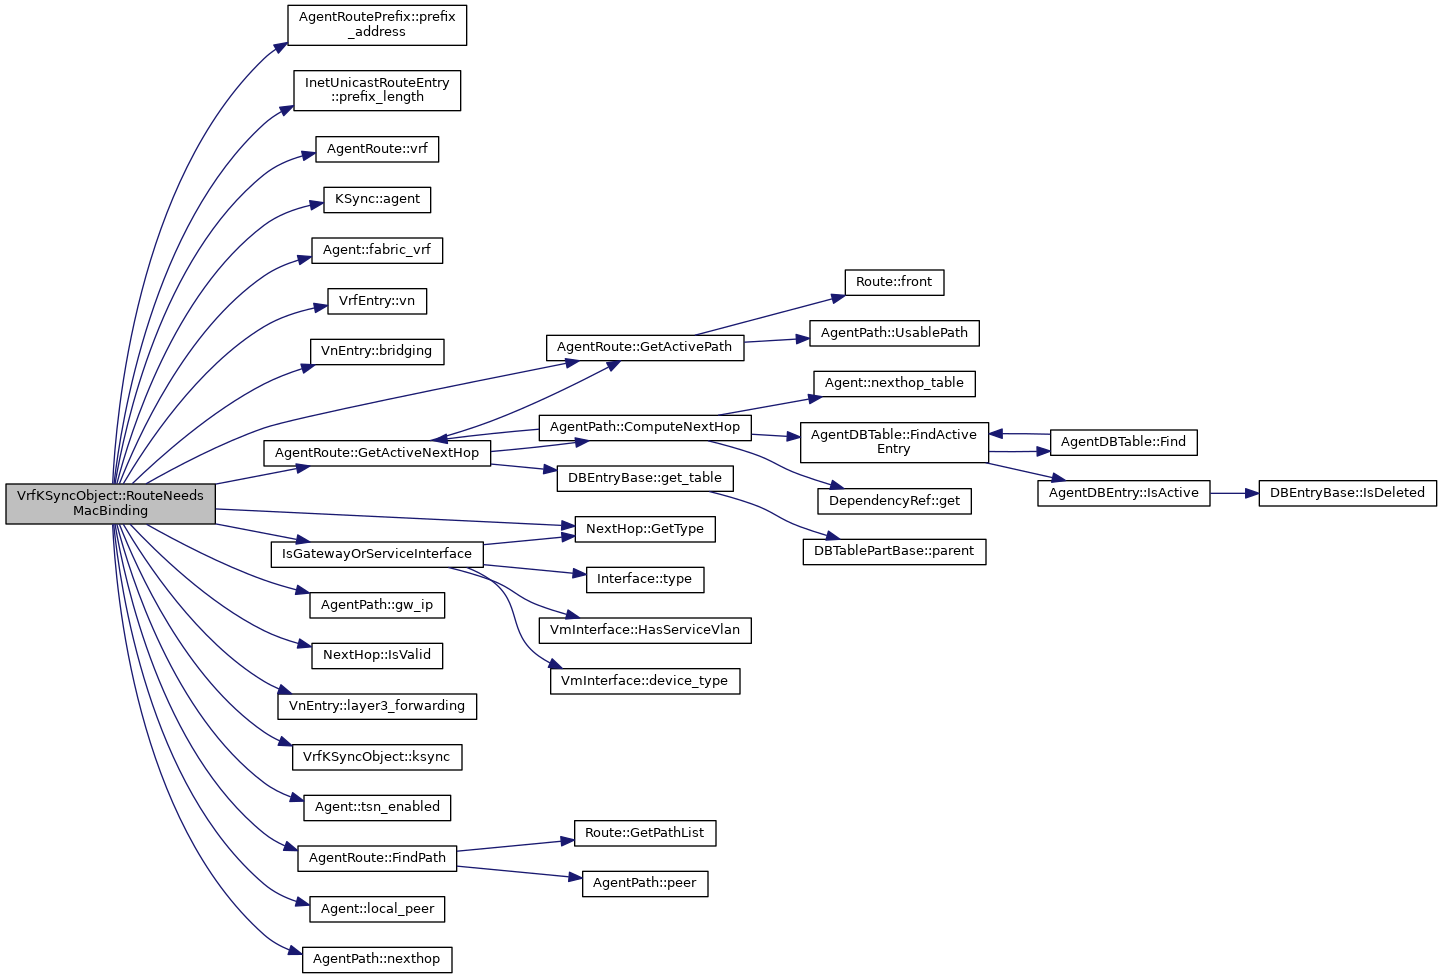 AgentRoutePrefix::prefix
_address
InetUnicastRouteEntry
::prefix_length
AgentRoute::vrf
KSync::agent
Agent::fabric_vrf
VrfEntry::vn
VnEntry::bridging
AgentRoute::GetActiveNextHop
VrfKSyncObject::RouteNeeds
MacBinding
IsGatewayOrServiceInterface
AgentPath::gw_ip
NextHop::IsValid
VnEntry::layer3_forwarding
VrfKSyncObject::ksync
Agent::tsn_enabled
AgentRoute::FindPath
Agent::local_peer
AgentPath::nexthop
AgentRoute::GetActivePath
AgentPath::ComputeNextHop
DBEntryBase::get_table
NextHop::GetType
Interface::type
VmInterface::HasServiceVlan
VmInterface::device_type
Route::GetPathList
AgentPath::peer
Route::front
AgentPath::UsablePath
Agent::nexthop_table
AgentDBTable::FindActive
Entry
DependencyRef::get
DBTablePartBase::parent
AgentDBTable::Find
AgentDBEntry::IsActive
DBEntryBase::IsDeleted